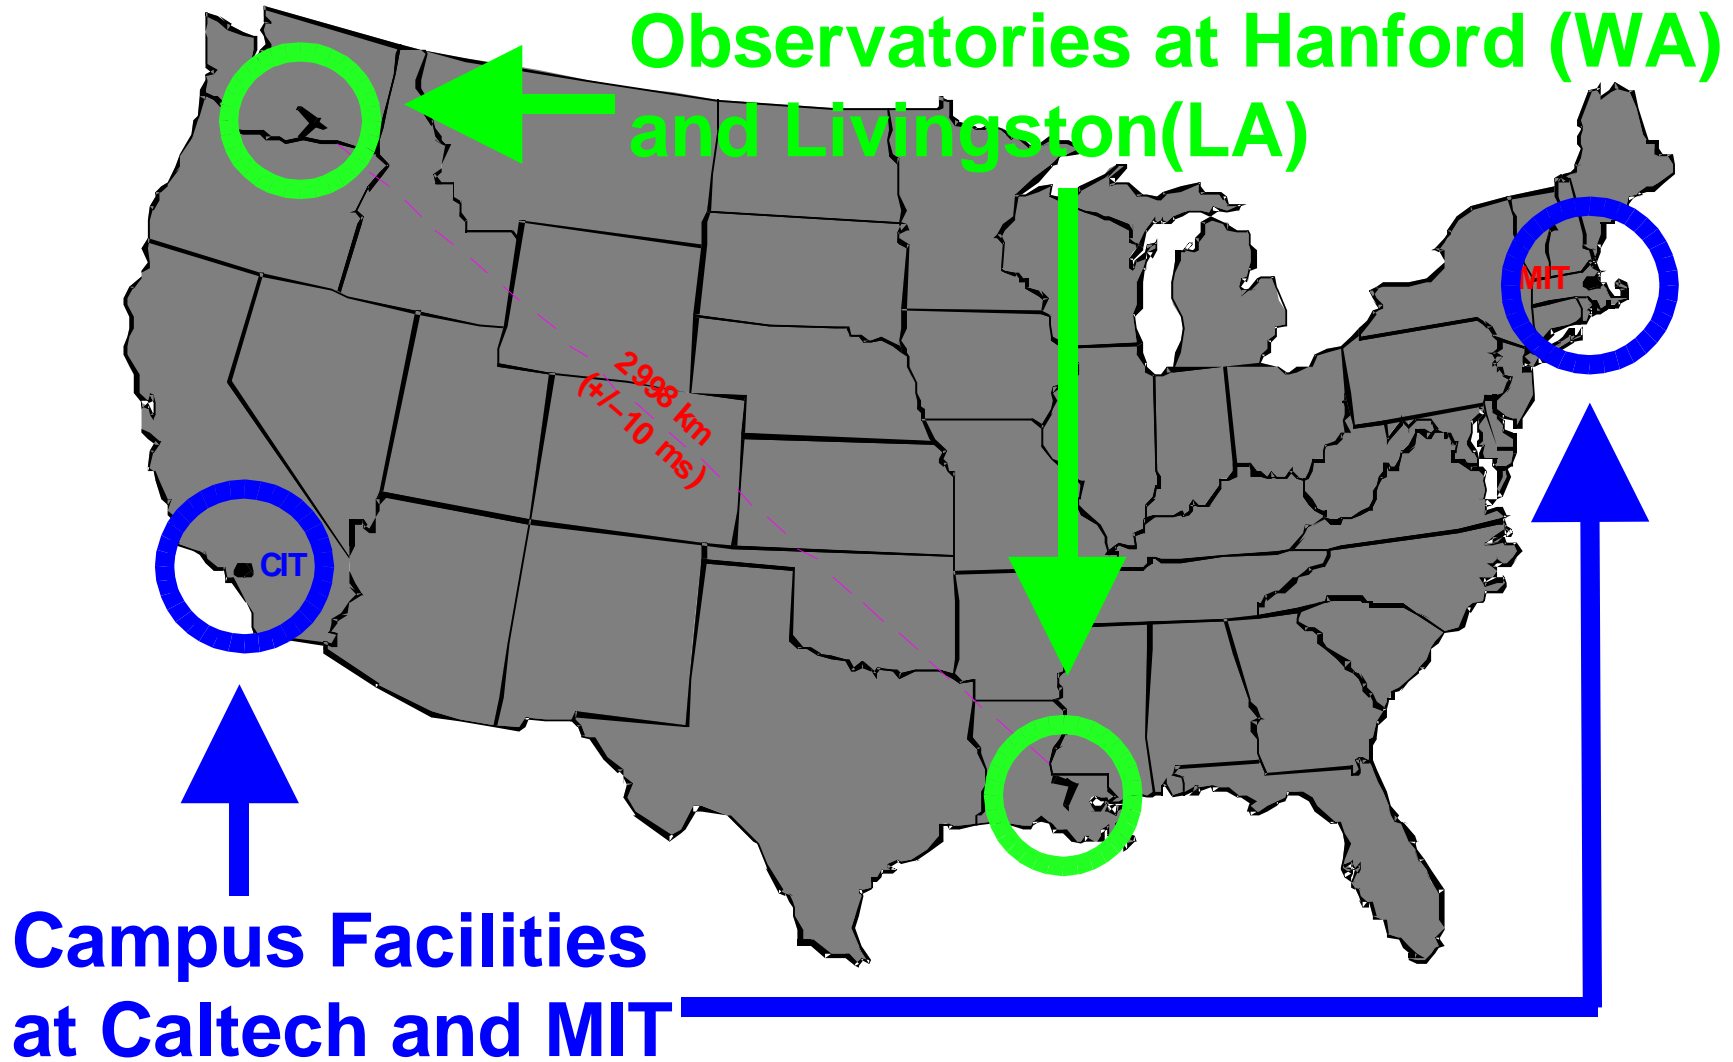 Observatories at Hanford (WA)
and Livingston(LA)
MIT
2998 km
(+/–10 ms)
CIT
Campus Facilities
at Caltech and MIT